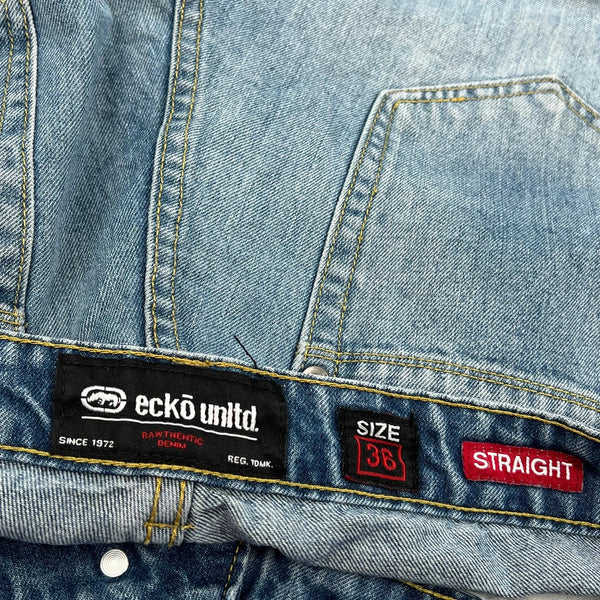 eckō unltd.
SINCE 1972
RAWTHENTIC
DENIM
REG. TDMK.
SIZE
36
STRAIGHT